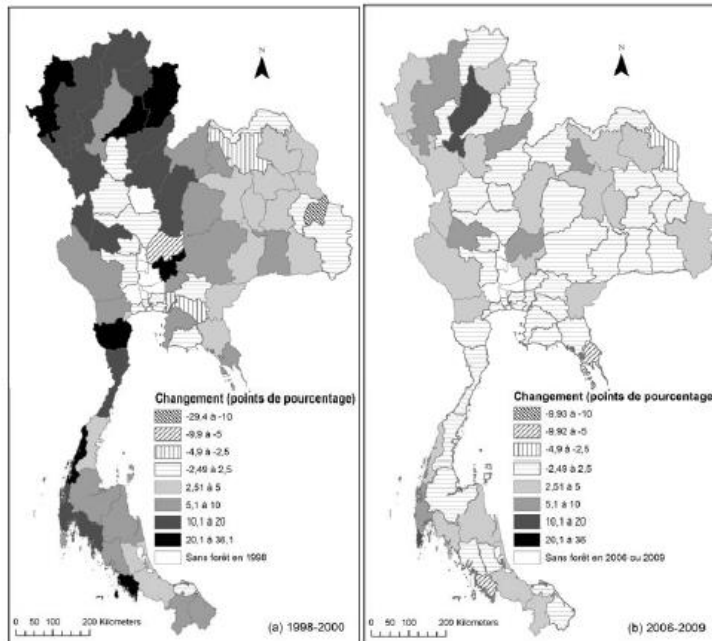 N
Changement (points de pourcentage)
-29,4 à -10
-9,9 à -5
-4,9 à -2,5
-2,49 à 2,5
2,51 à 5
5,1 à 10
10,1 à 20
20,1 à 36,1
Sans forêt en 1998
0 50 100 200 Kilometers
(a) 1998-2000
N
Changement (points de pourcentage)
-9,93 à -10
-9,92 à -5
-4,9 à -2,5
-2,49 à 2,5
2,51 à 5
5,1 à 10
10,1 à 20
20,1 à 36
Sans forêt en 2006 ou 2009
0 50 100 200 Kilometers
(b) 2006-2009